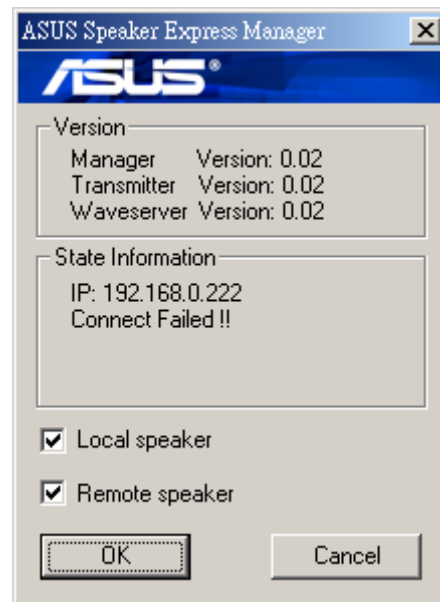 ASUS Speaker Express Manager
ASUS®
Version
Manager Version: 0.02
Transmitter Version: 0.02
Waveserver Version: 0.02
State Information
IP: 192.168.0.222
Connect Failed !!
Local speaker
Remote speaker
OK
Cancel